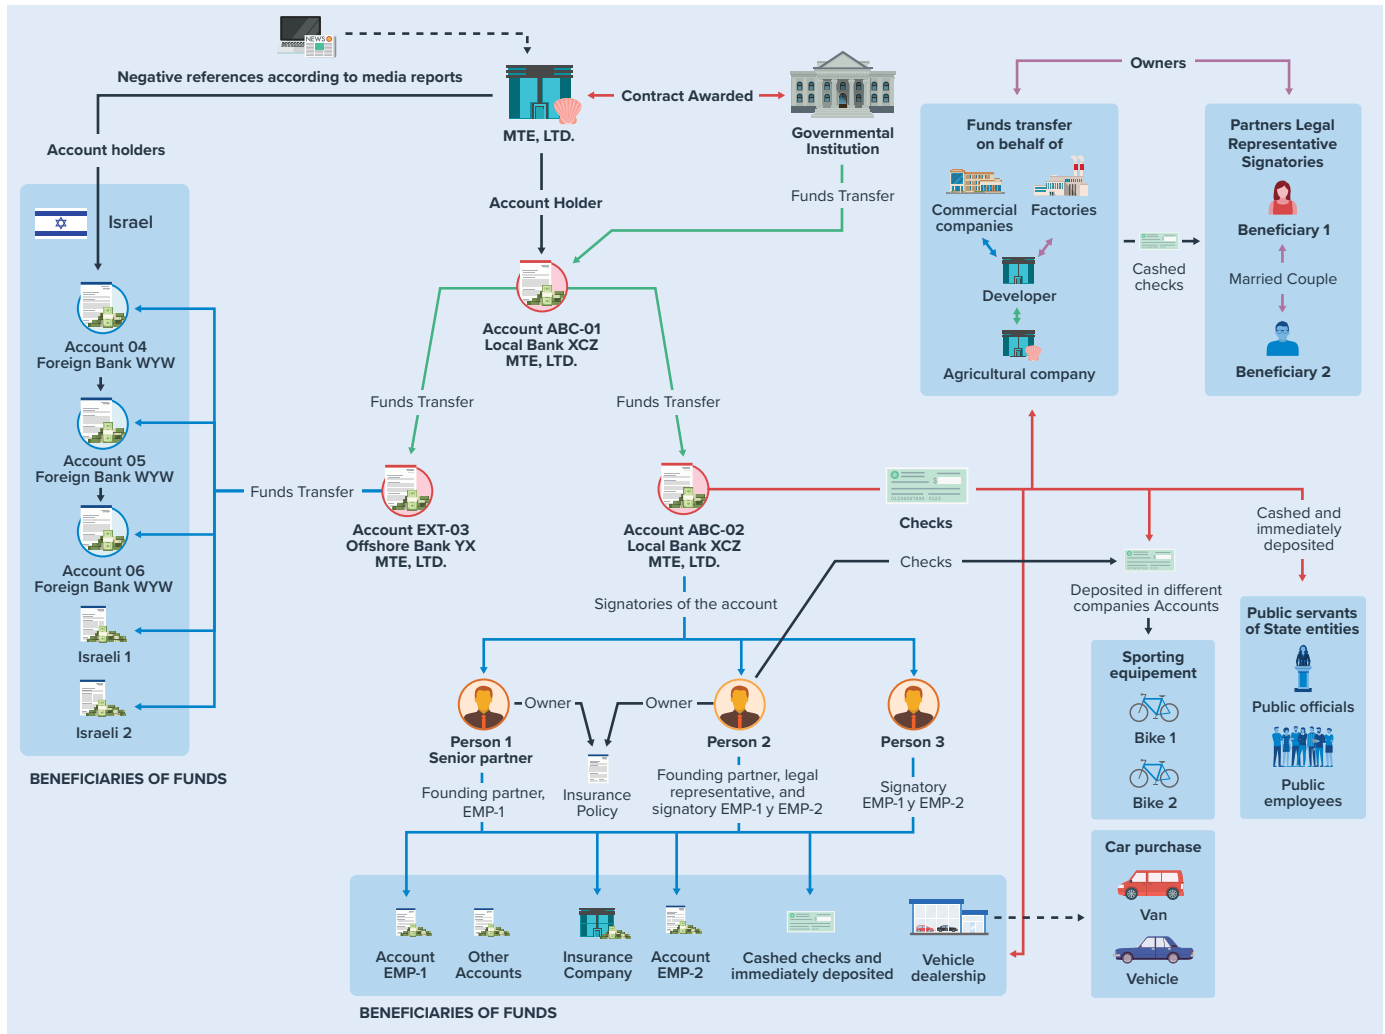 NEWS
Negative references according to media reports
MTE, LTD.
Contract Awarded
Governmental
Institution
Owners
Account holders
Account Holder
Funds Transfer
Israel
Funds transfer
on behalf of
Commercial
companies
Factories
Developer
Agricultural company
Cashed
checks
Partners Legal
Representative
Signatories
Beneficiary 1
Married Couple
Beneficiary 2
Account ABC-01
Local Bank XCZ
MTE, LTD.
Account 04
Foreign Bank WYW
Account 05
Foreign Bank WYW
Account 06
Foreign Bank WYW
Israeli 1
Israeli 2
BENEFICIARIES OF FUNDS
Funds Transfer
Funds Transfer
Funds Transfer
Account EXT-03
Offshore Bank YX
MTE, LTD.
Account ABC-02
Local Bank XCZ
MTE, LTD.
$
Checks
Checks
Cashed and
immediately
deposited
Deposited in different
companies Accounts
Signatories of the account
Public servants
of State entities
Public officials
Public
employees
Sporting
equipement
Bike 1
Bike 2
Owner
Owner
Person 1
Senior partner
Person 2
Person 3
Founding partner,
EMP-1
Insurance
Policy
Founding partner, legal
representative, and
signatory EMP-1 y EMP-2
Signatory
EMP-1 y EMP-2
Car purchase
Van
Vehicle
Account
EMP-1
Other
Accounts
Insurance
Company
Account
EMP-2
Cashed checks and
immediately deposited
Vehicle
dealership
BENEFICIARIES OF FUNDS